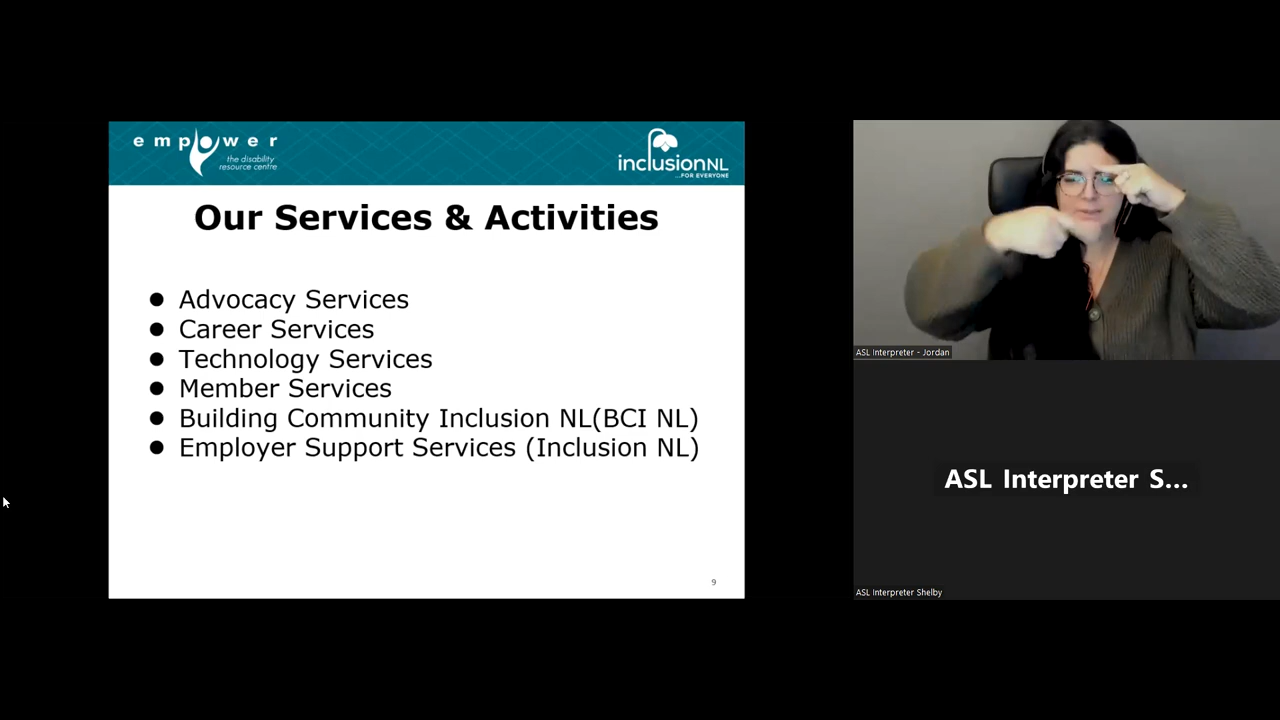 empower
the disability
resource centre
inclusionNL
...FOR EVERYONE
Our Services & Activities
● Advocacy Services
● Career Services
● Technology Services
● Member Services
● Building Community Inclusion NL(BCI NL)
● Employer Support Services (Inclusion NL)
9
ASL Interpreter - Jordan
ASL Interpreter S...
ASL Interpreter Shelby